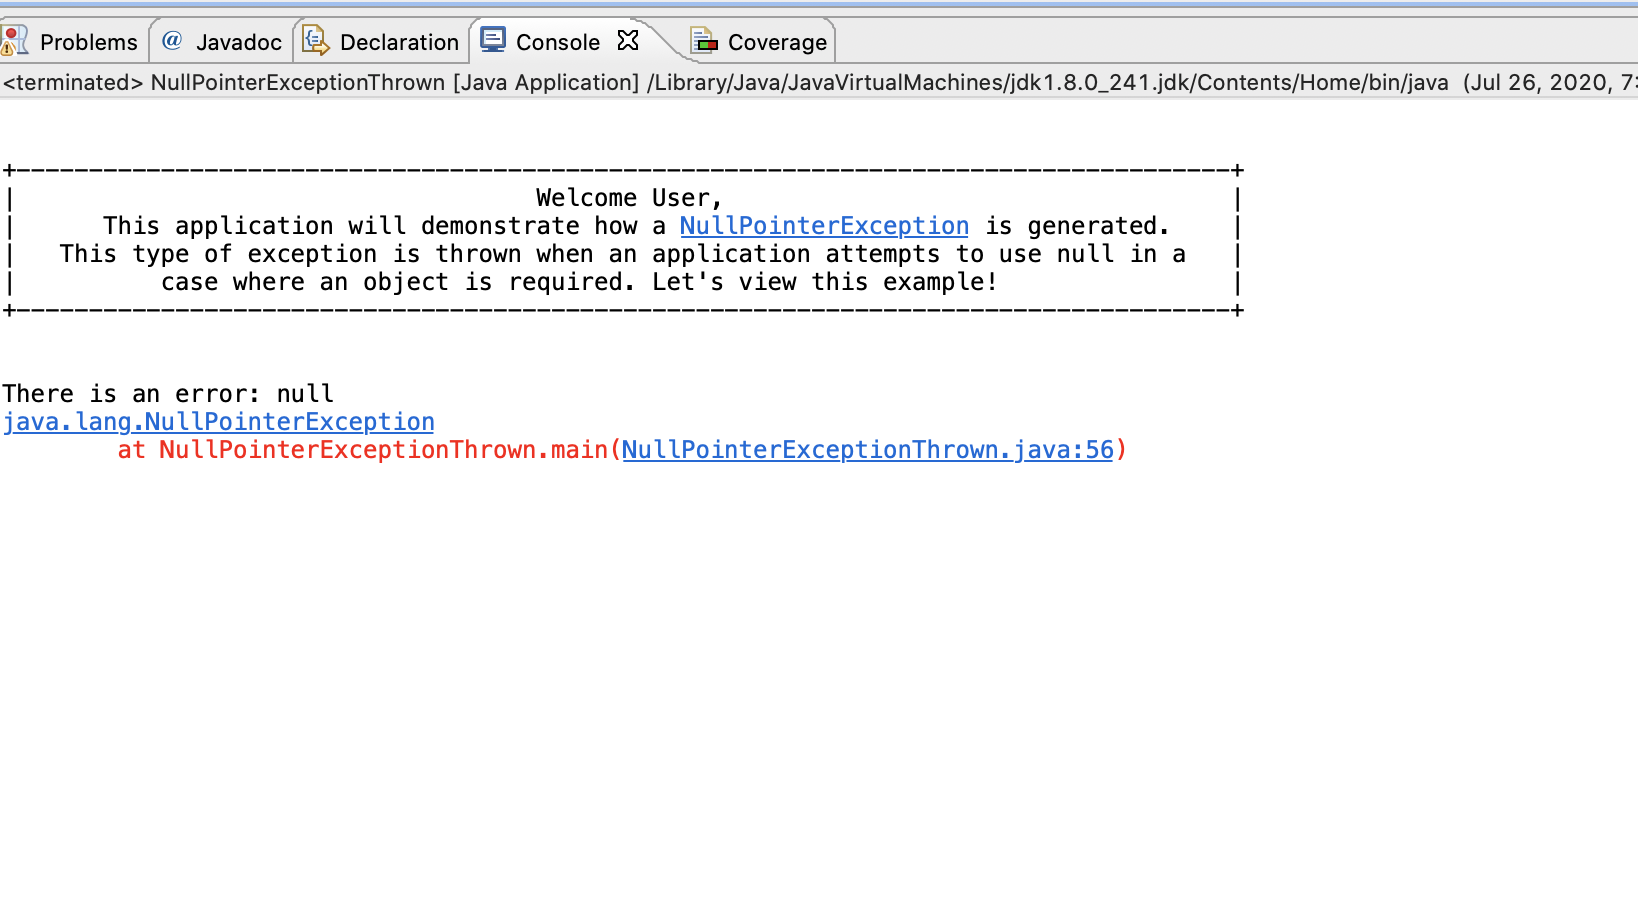 Problems @ Javadoc Declaration Console Coverage
<terminated> NullPointerExceptionThrown [Java Application] /Library/Java/JavaVirtualMachines/jdk1.8.0_241.jdk/Contents/Home/bin/java (Jul 26, 2020, 7:
+------------------------------------------------------------------------------------+
| Welcome User, |
| This application will demonstrate how a NullPointerException is generated. |
| This type of exception is thrown when an application attempts to use null in a |
| case where an object is required. Let's view this example! |
+------------------------------------------------------------------------------------+
There is an error: null
java.lang.NullPointerException
at NullPointerExceptionThrown.main(NullPointerExceptionThrown.java:56)